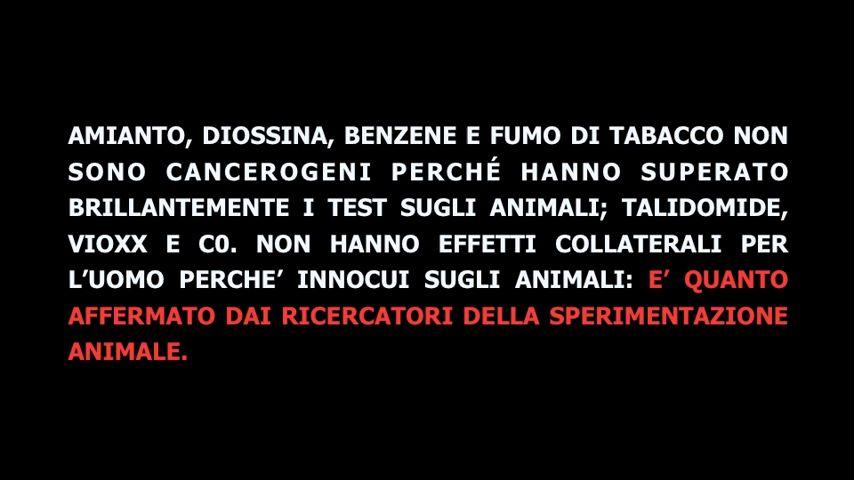 AMIANTO, DIOSSINA, BENZENE E FUMO DI TABACCO NON
SONO CANCEROGENI PERCHÉ HANNO SUPERATO
BRILLANTEMENTE I TEST SUGLI ANIMALI; TALIDOMIDE,
VIOXX E C0. NON HANNO EFFETTI COLLATERALI PER
L’UOMO PERCHE’ INNOCUI SUGLI ANIMALI: E’ QUANTO
AFFERMATO DAI RICERCATORI DELLA SPERIMENTAZIONE
ANIMALE.